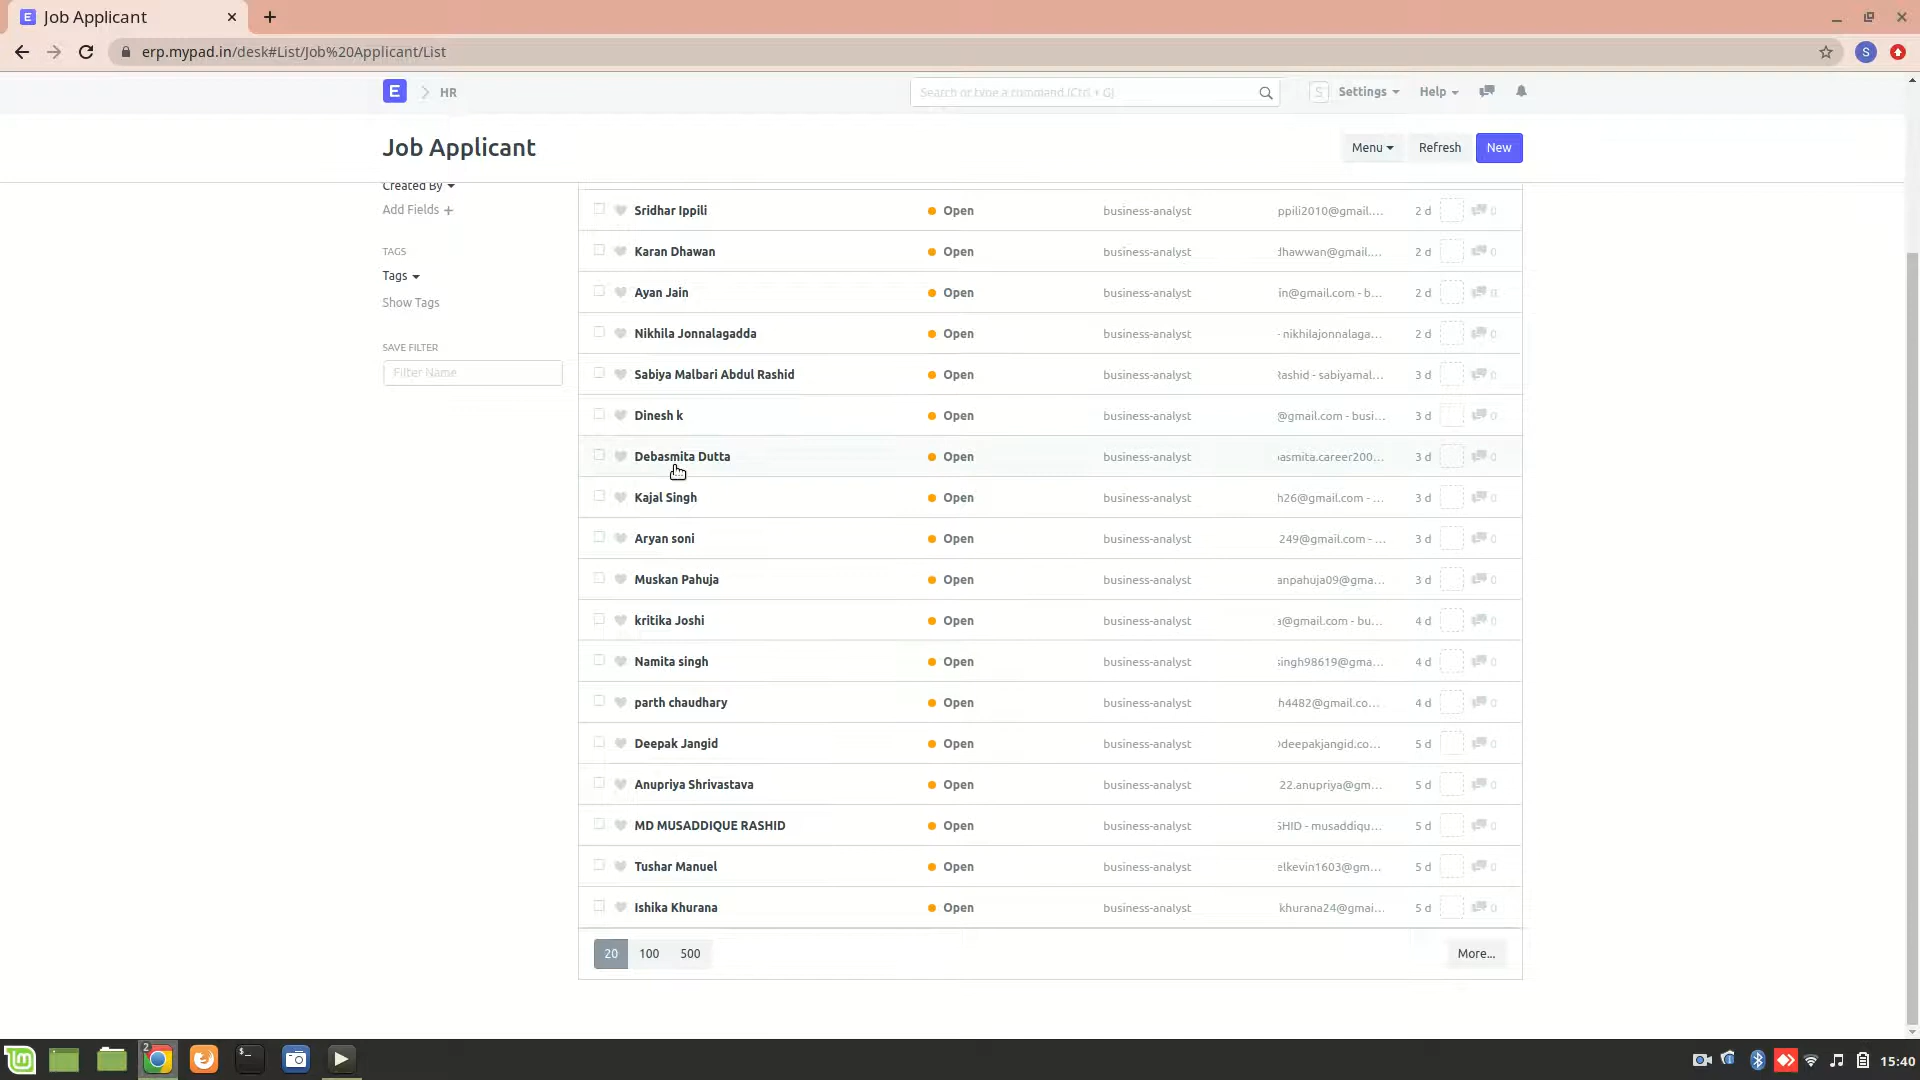 Job Applicant
erp.mypad.in/desk#List/Job%20Applicant/List
S
E
HR
Search or type a command (Ctrl + G)
S
Settings
Help
Job Applicant
Menu
Refresh
New
Created By
Add Fields +
TAGS
Tags
Show Tags
SAVE FILTER
Filter Name
Sridhar Ippili Open business-analyst ppili2010@gmail.... 2 d 0
Karan Dhawan Open business-analyst dhawwan@gmail.... 2 d 0
Ayan Jain Open business-analyst in@gmail.com - b... 2 d 0
Nikhila Jonnalagadda Open business-analyst - nikhilajonnalaga... 2 d 0
Sabiya Malbari Abdul Rashid Open business-analyst Rashid - sabiyamal... 3 d 0
Dinesh k Open business-analyst @gmail.com - busi... 3 d 0
Debasmita Dutta Open business-analyst asmita.career200... 3 d 0
Kajal Singh Open business-analyst h26@gmail.com - ... 3 d 0
Aryan soni Open business-analyst 249@gmail.com - ... 3 d 0
Muskan Pahuja Open business-analyst anpahuja09@gma... 3 d 0
kritika Joshi Open business-analyst a@gmail.com - bu... 4 d 0
Namita singh Open business-analyst singh98619@gma... 4 d 0
parth chaudhary Open business-analyst h4482@gmail.co... 4 d 0
Deepak Jangid Open business-analyst deepakjangid.co... 5 d 0
Anupriya Shrivastava Open business-analyst 22.anupriya@gm... 5 d 0
MD MUSADDIQUE RASHID Open business-analyst SHID - musaddiqu... 5 d 0
Tushar Manuel Open business-analyst elkevin1603@gm... 5 d 0
Ishika Khurana Open business-analyst khurana24@gmai... 5 d 0
20 100 500 More...
2
15:40